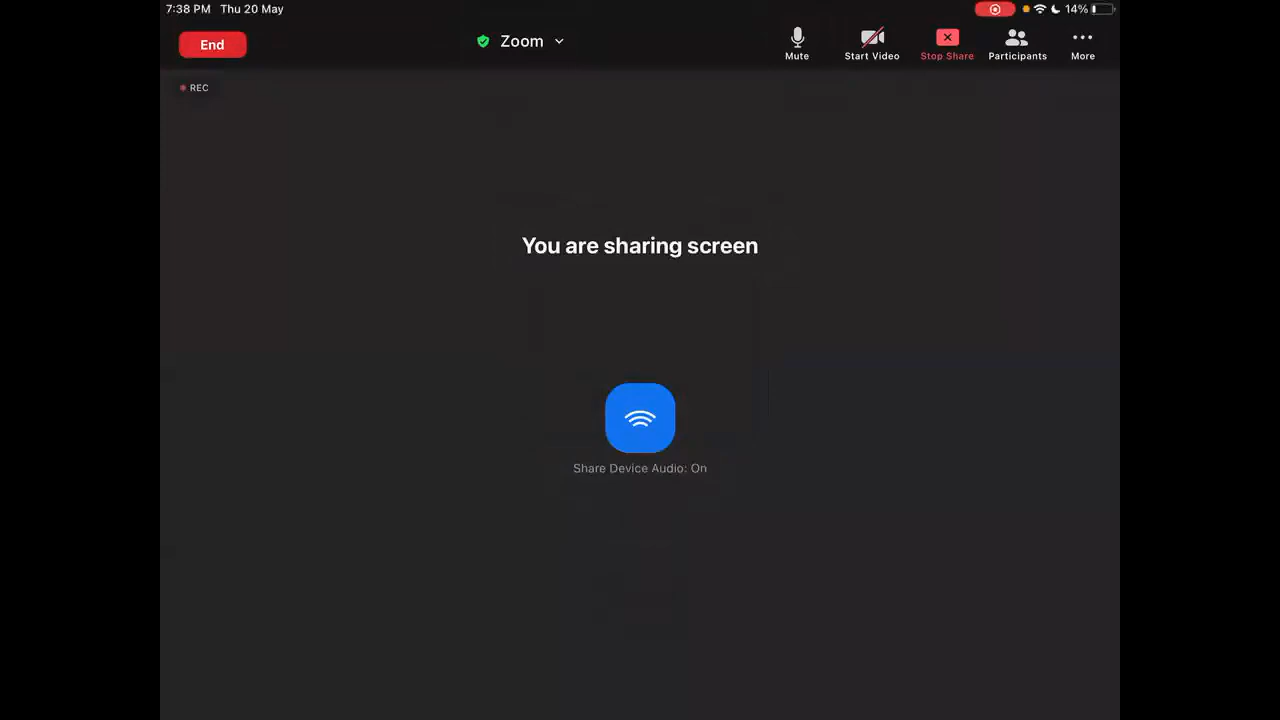 7:38 PM Thu 20 May 14%
End Zoom Mute Start Video Stop Share Participants More
REC
You are sharing screen
Share Device Audio: On